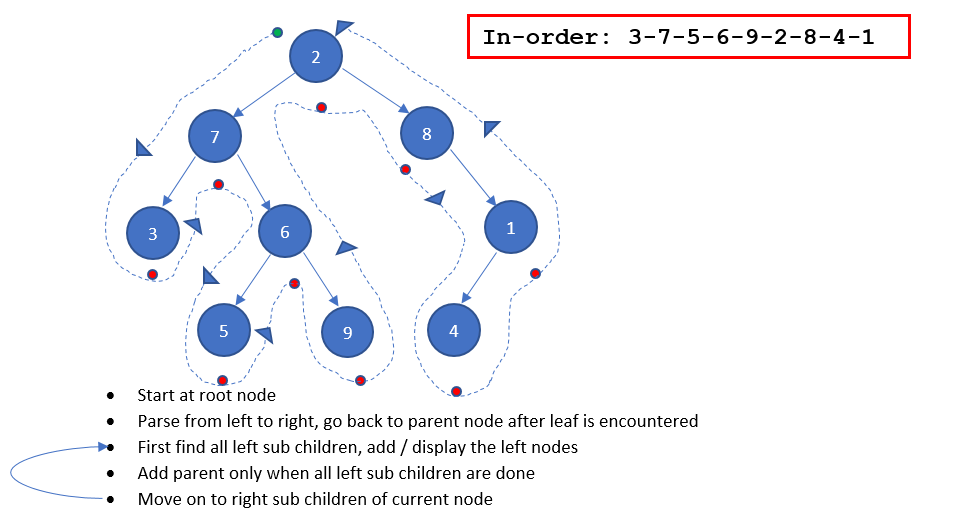 In-order: 3-7-5-6-9-2-8-4-1
2
7
8
3
6
1
5
9
4
Start at root node
Parse from left to right, go back to parent node after leaf is encountered
First find all left sub children, add / display the left nodes
Add parent only when all left sub children are done
Move on to right sub children of current node